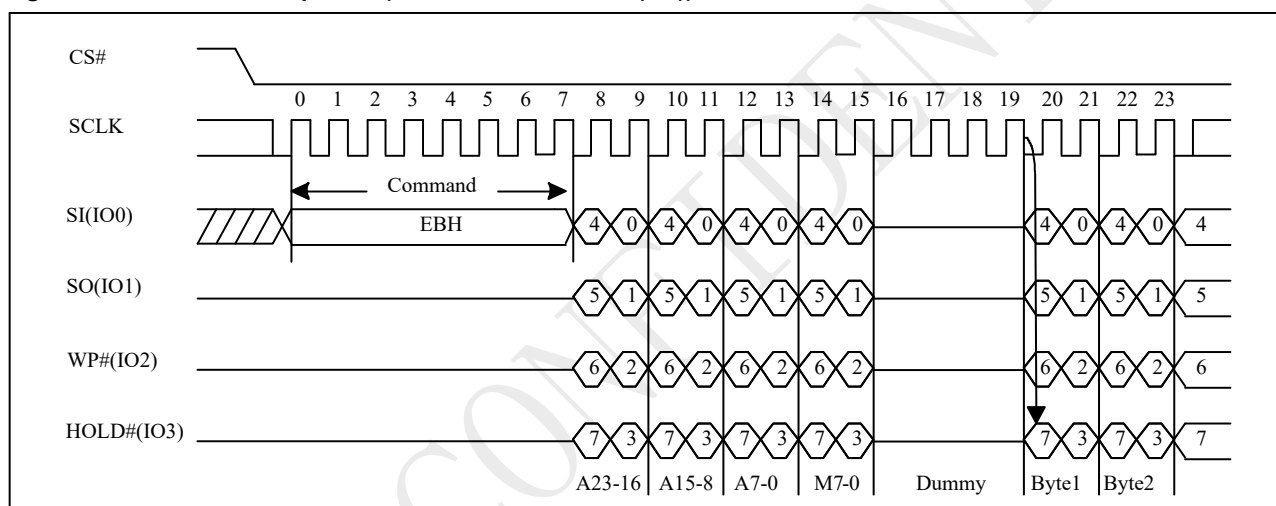 CS#
0 1 2 3 4 5 6 7 8 9 10 11 12 13 14 15 16 17 18 19 20 21 22 23
SCLK
Command
SI(IO0) EBH 4 0 4 0 4 0 4 0 4 0 4 0 4
SO(IO1) 5 1 5 1 5 1 5 1 5 1 5 1 5
WP#(IO2) 6 2 6 2 6 2 6 2 6 2 6 2 6
HOLD#(IO3) 7 3 7 3 7 3 7 3 7 3 7 3 7
A23-16 A15-8 A7-0 M7-0 Dummy Byte1 Byte2